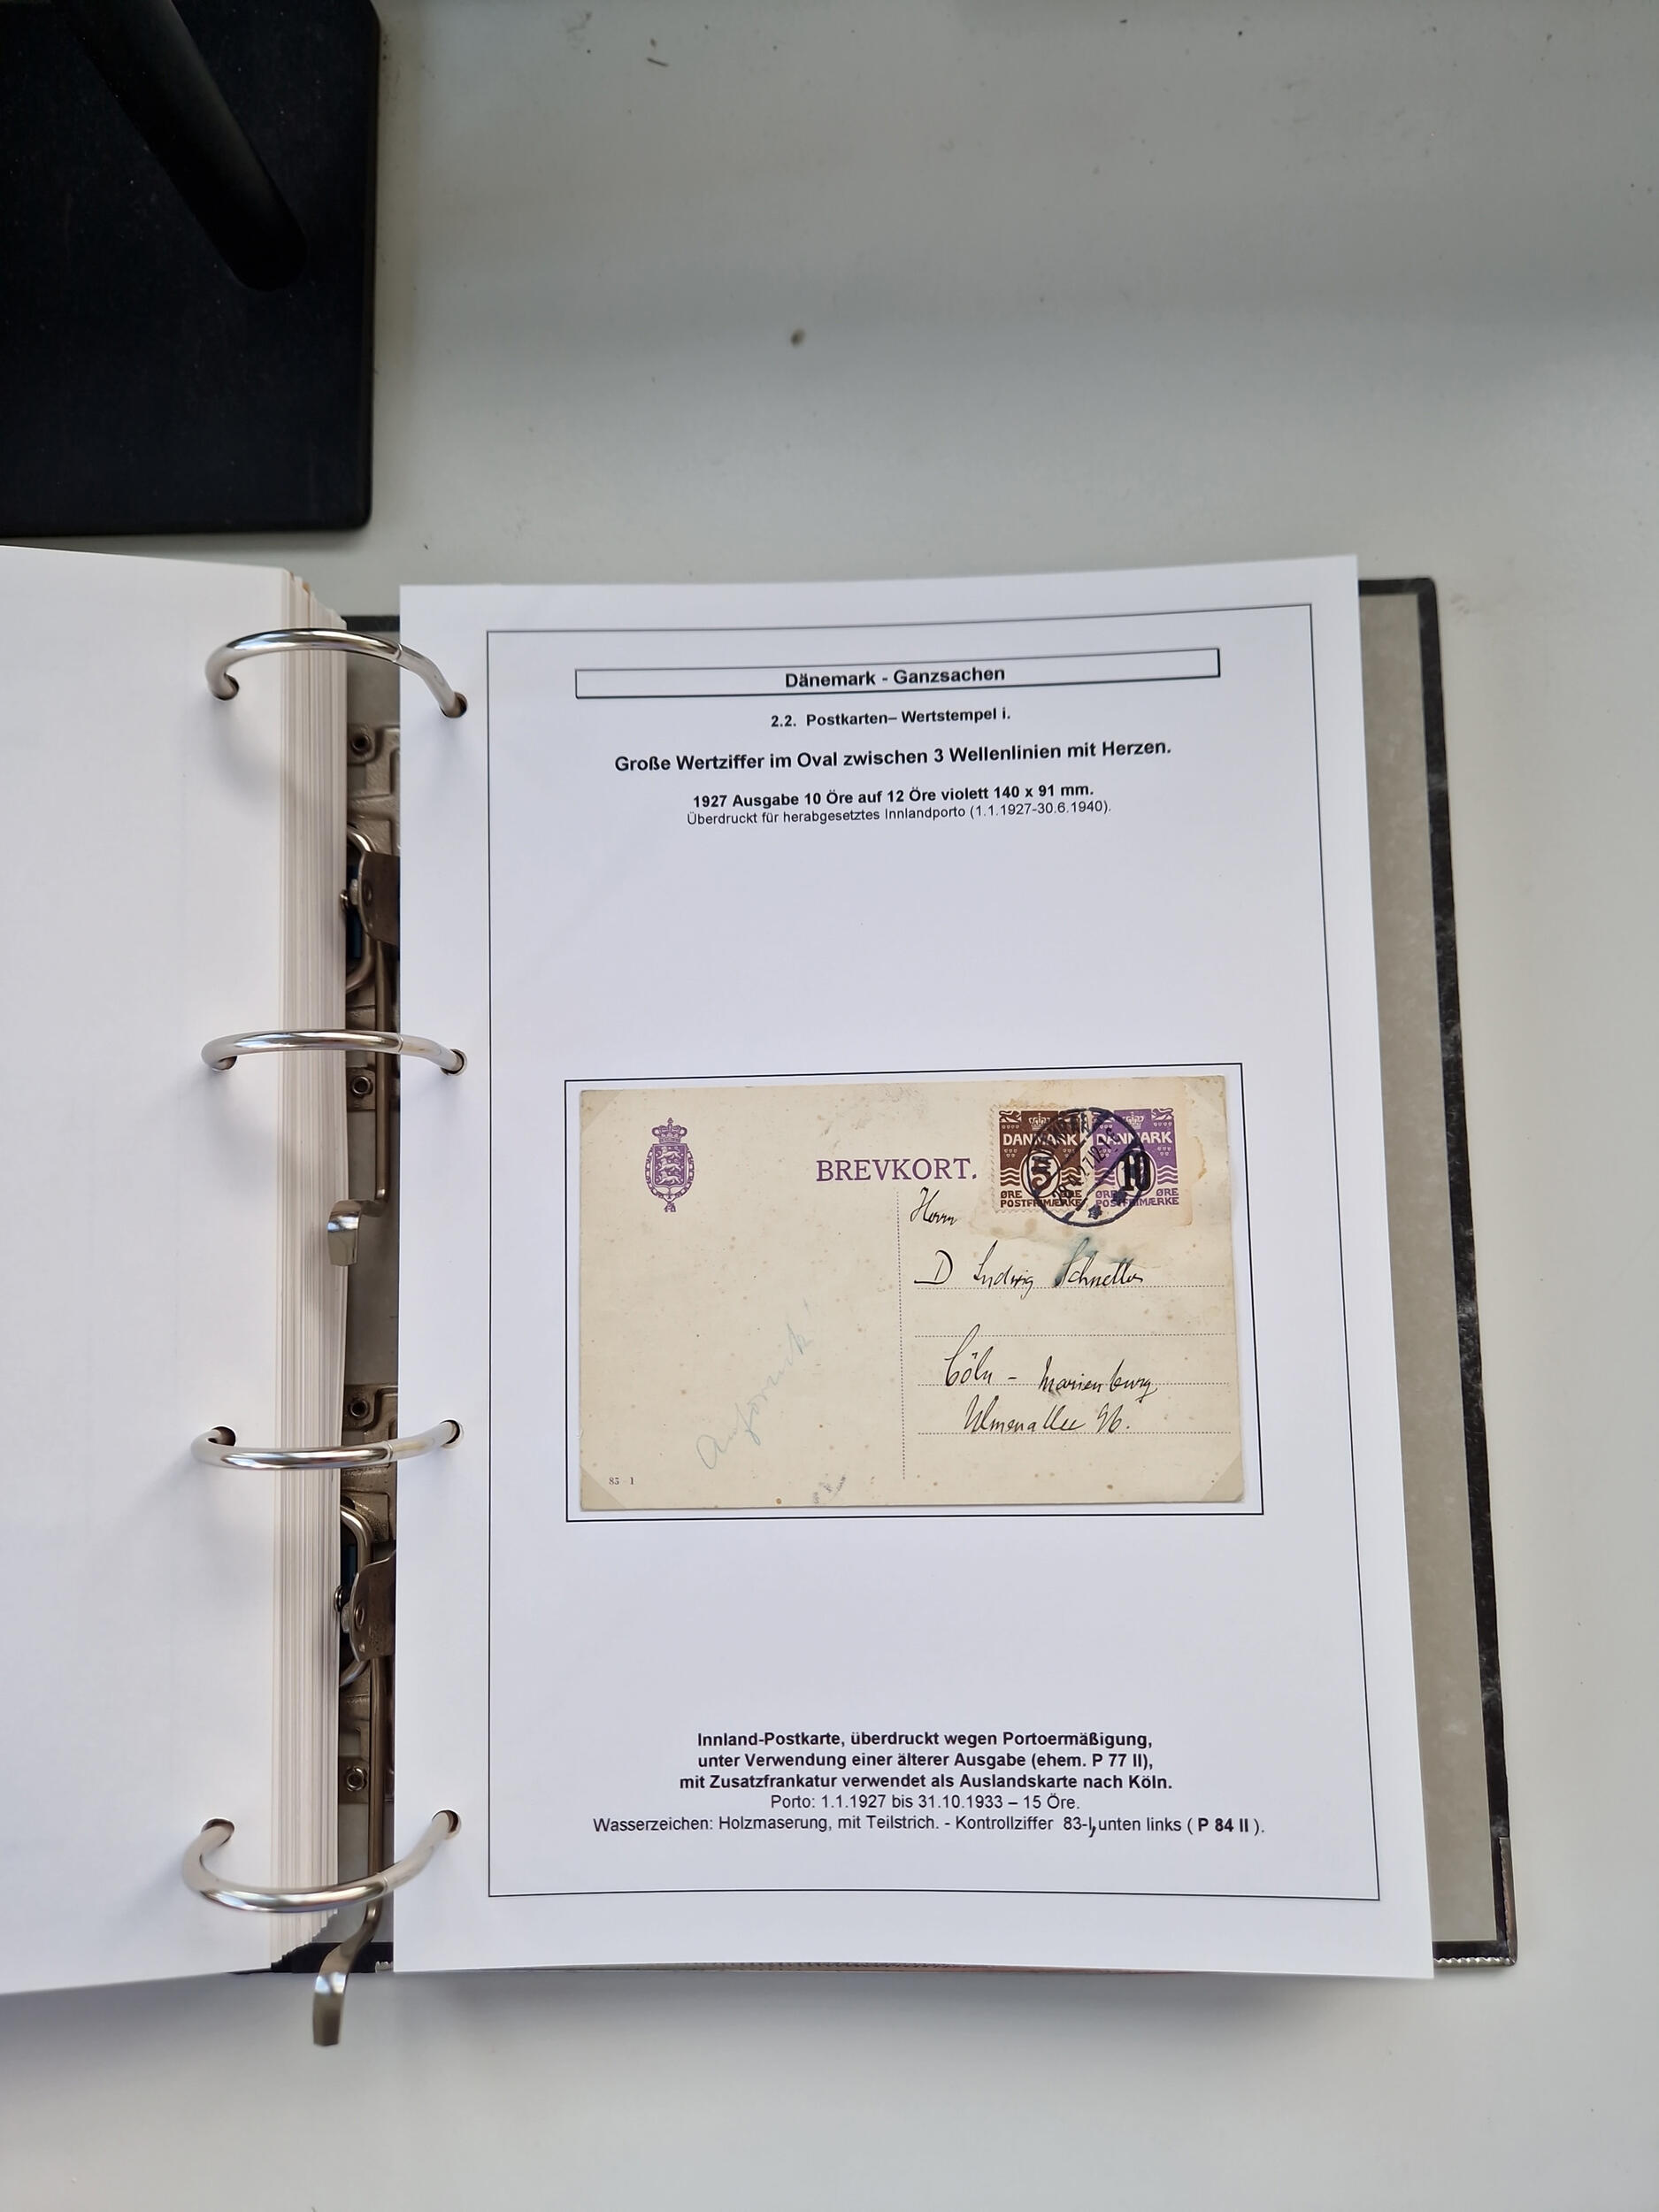 Dänemark - Ganzsachen
2.2. Postkarten– Wertstempel i.
Große Wertziffer im Oval zwischen 3 Wellenlinien mit Herzen.
1927 Ausgabe 10 Öre auf 12 Öre violett 140 x 91 mm.
Überdruckt für herabgesetztes Innlandporto (1.1.1927-30.6.1940).
DANMARK DANMARK
10
ØRE ØRE ØRE
POSTFRIMÆRKE POSTFRIMÆRKE
BREVKORT.
Herrn
D Ludwig
Cöln - Marienburg
Ulmenallee 96.
Innland-Postkarte, überdruckt wegen Portoermäßigung,
unter Verwendung einer älterer Ausgabe (ehem. P 77 II),
mit Zusatzfrankatur verwendet als Auslandskarte nach Köln.
Porto: 1.1.1927 bis 31.10.1933 – 15 Öre.
Wasserzeichen: Holzmaserung, mit Teilstrich. - Kontrollziffer 83-I, unten links ( P 84 II ).